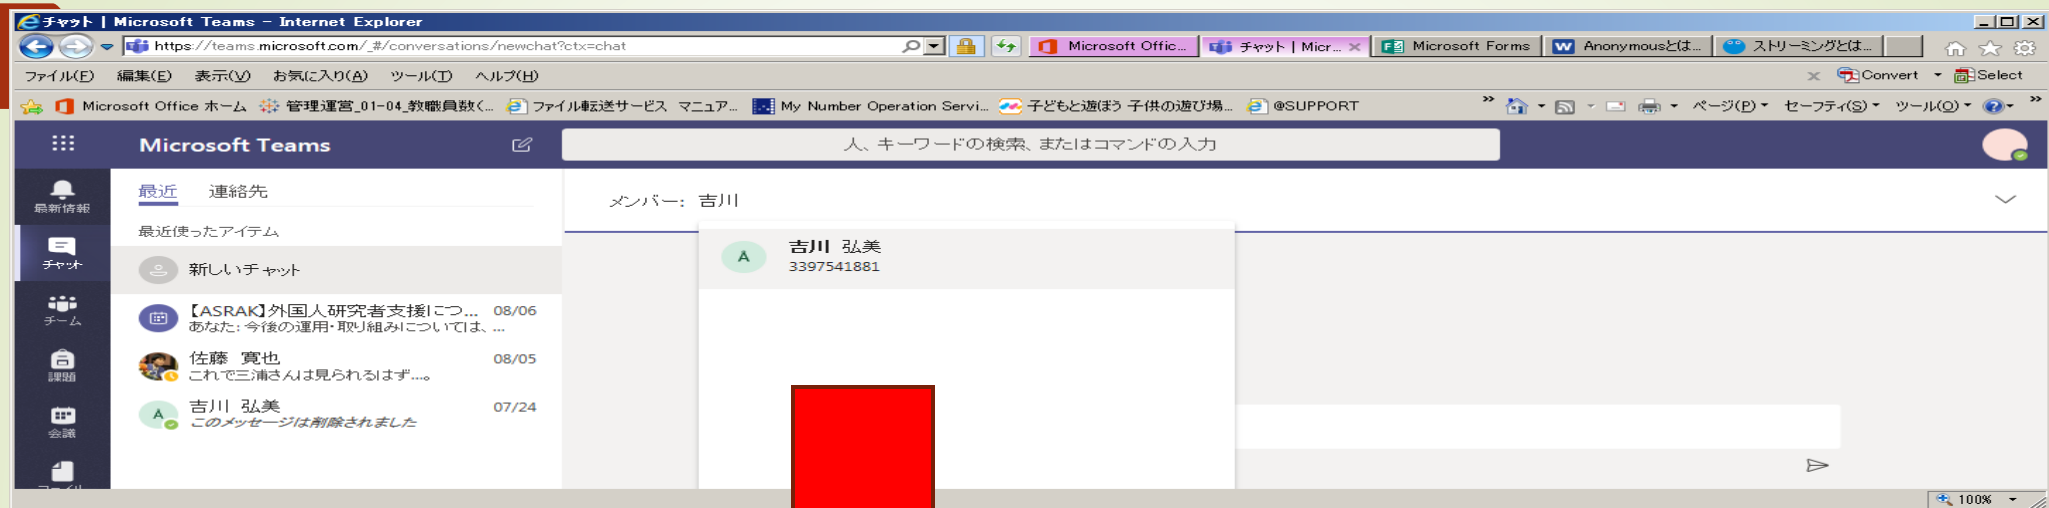 チャット | Microsoft Teams - Internet Explorer
https://teams.microsoft.com/_#/conversations/newchat?ctx=chat
Microsoft Offic...
チャット | Micr...
Microsoft Forms
Anonymousとは...
ストリーミングとは...
ファイル(F) 編集(E) 表示(V) お気に入り(A) ツール(T) ヘルプ(H)
Convert Select
Microsoft Office ホーム 管理運営_01-04_教職員数(... ファイル転送サービス マニュア... My Number Operation Servi... 子どもと遊ぼう 子供の遊び場... @SUPPORT
ページ(P) セーフティ(S) ツール(O)
Microsoft Teams
人、キーワードの検索、またはコマンドの入力
最新情報
チャット
チーム
課題
会議
最近 連絡先
最近使ったアイテム
新しいチャット
【ASRAK】外国人研究者支援につ... 08/06
あなた: 今後の運用・取り組みについては、...
佐藤 寛也 08/05
これで三浦さんは見られるはず...。
A 吉川 弘美 07/24
このメッセージは削除されました
メンバー: 吉川
A 吉川 弘美
3397541881
100%